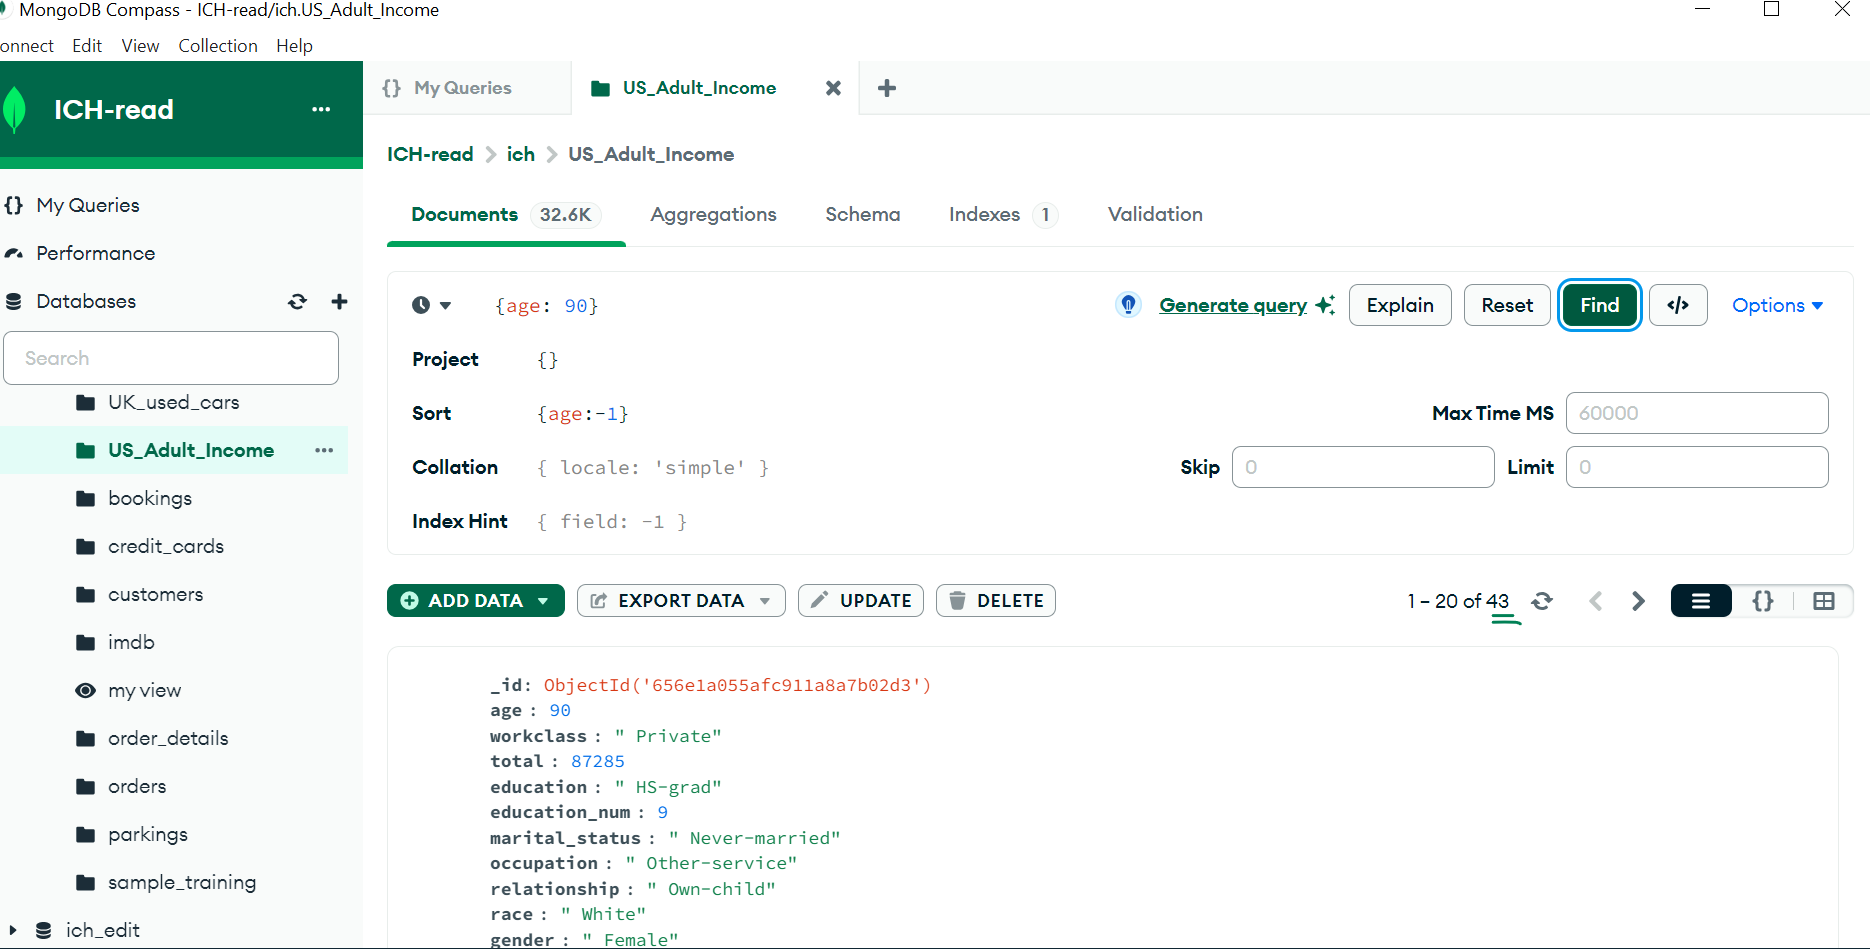 MongoDB Compass - ICH-read/ich.US_Adult_Income
onnect Edit View Collection Help
ICH-read
My Queries
US_Adult_Income
ICH-read > ich > US_Adult_Income
My Queries
Performance
Databases
Search
UK_used_cars
US_Adult_Income
bookings
credit_cards
customers
imdb
my view
order_details
orders
parkings
sample_training
ich_edit
Documents 32.6K Aggregations Schema Indexes 1 Validation
{age: 90}
Generate query Explain Reset Find </> Options
Project {}
Sort {age:-1}
Max Time MS 60000
Collation { locale: 'simple' }
Skip 0 Limit 0
Index Hint { field: -1 }
ADD DATA EXPORT DATA UPDATE DELETE
1 – 20 of 43
_id: ObjectId('656e1a055afc911a8a7b02d3')
age : 90
workclass : " Private"
total : 87285
education : " HS-grad"
education_num : 9
marital_status : " Never-married"
occupation : " Other-service"
relationship : " Own-child"
race : " White"
gender : " Female"